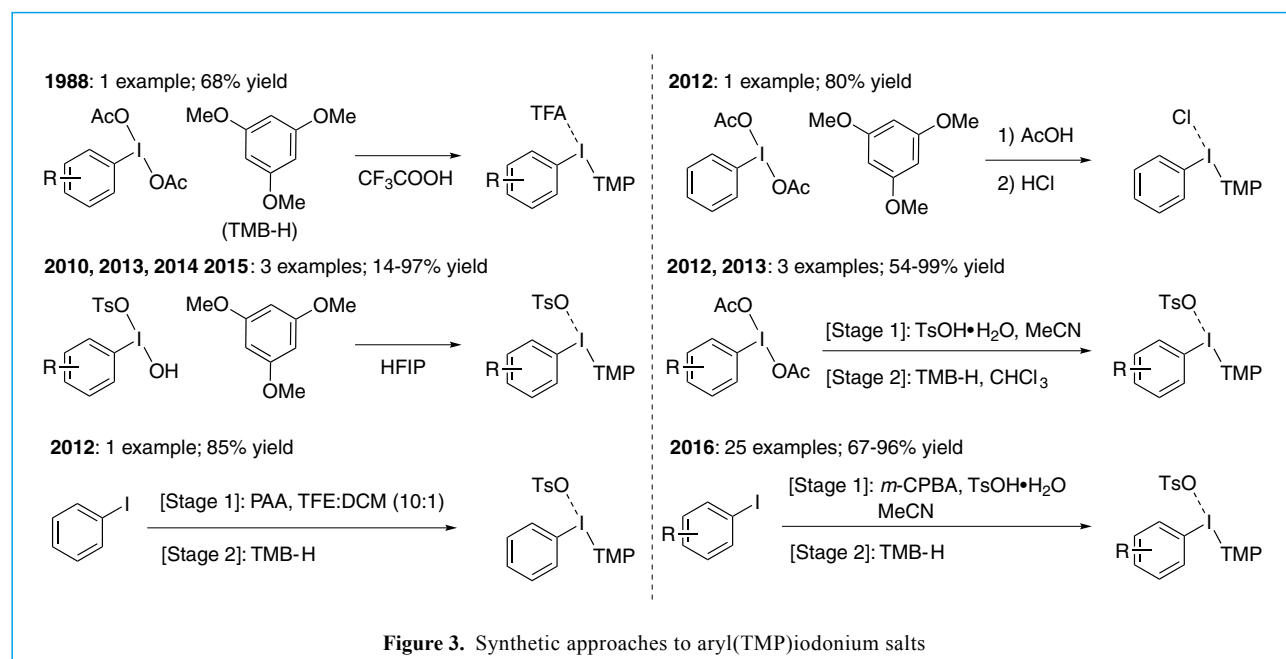 1988: 1 example; 68% yield
AcO
I
OAc
R
MeO
OMe
OMe
(TMB-H)
CF3COOH
TFA
I
R
TMP
2010, 2013, 2014 2015: 3 examples; 14-97% yield
TsO
I
OH
R
MeO
OMe
OMe
HFIP
TsO
I
R
TMP
2012: 1 example; 85% yield
I
[Stage 1]: PAA, TFE:DCM (10:1)
[Stage 2]: TMB-H
TsO
I
TMP
2012: 1 example; 80% yield
AcO
I
OAc
MeO
OMe
OMe
1) AcOH
2) HCl
Cl
I
TMP
2012, 2013: 3 examples; 54-99% yield
AcO
I
OAc
R
[Stage 1]: TsOH•H2O, MeCN
[Stage 2]: TMB-H, CHCl3
TsO
I
R
TMP
2016: 25 examples; 67-96% yield
I
R
[Stage 1]: m-CPBA, TsOH•H2O
MeCN
[Stage 2]: TMB-H
TsO
I
R
TMP
Figure 3. Synthetic approaches to aryl(TMP)iodonium salts